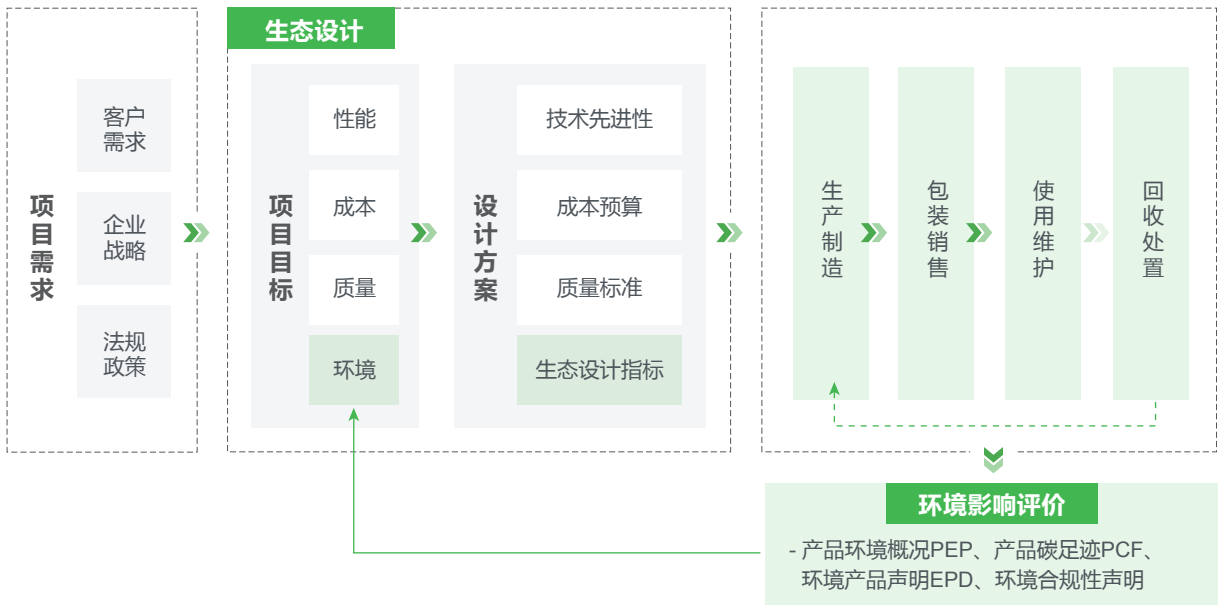 项目需求
客户
需求
企业
战略
法规
政策
生态设计
项目目标
性能
成本
质量
环境
设计方案
技术先进性
成本预算
质量标准
生态设计指标
生产制造
包装销售
使用维护
回收处置
环境影响评价
- 产品环境概况PEP、产品碳足迹PCF、
环境产品声明EPD、环境合规性声明